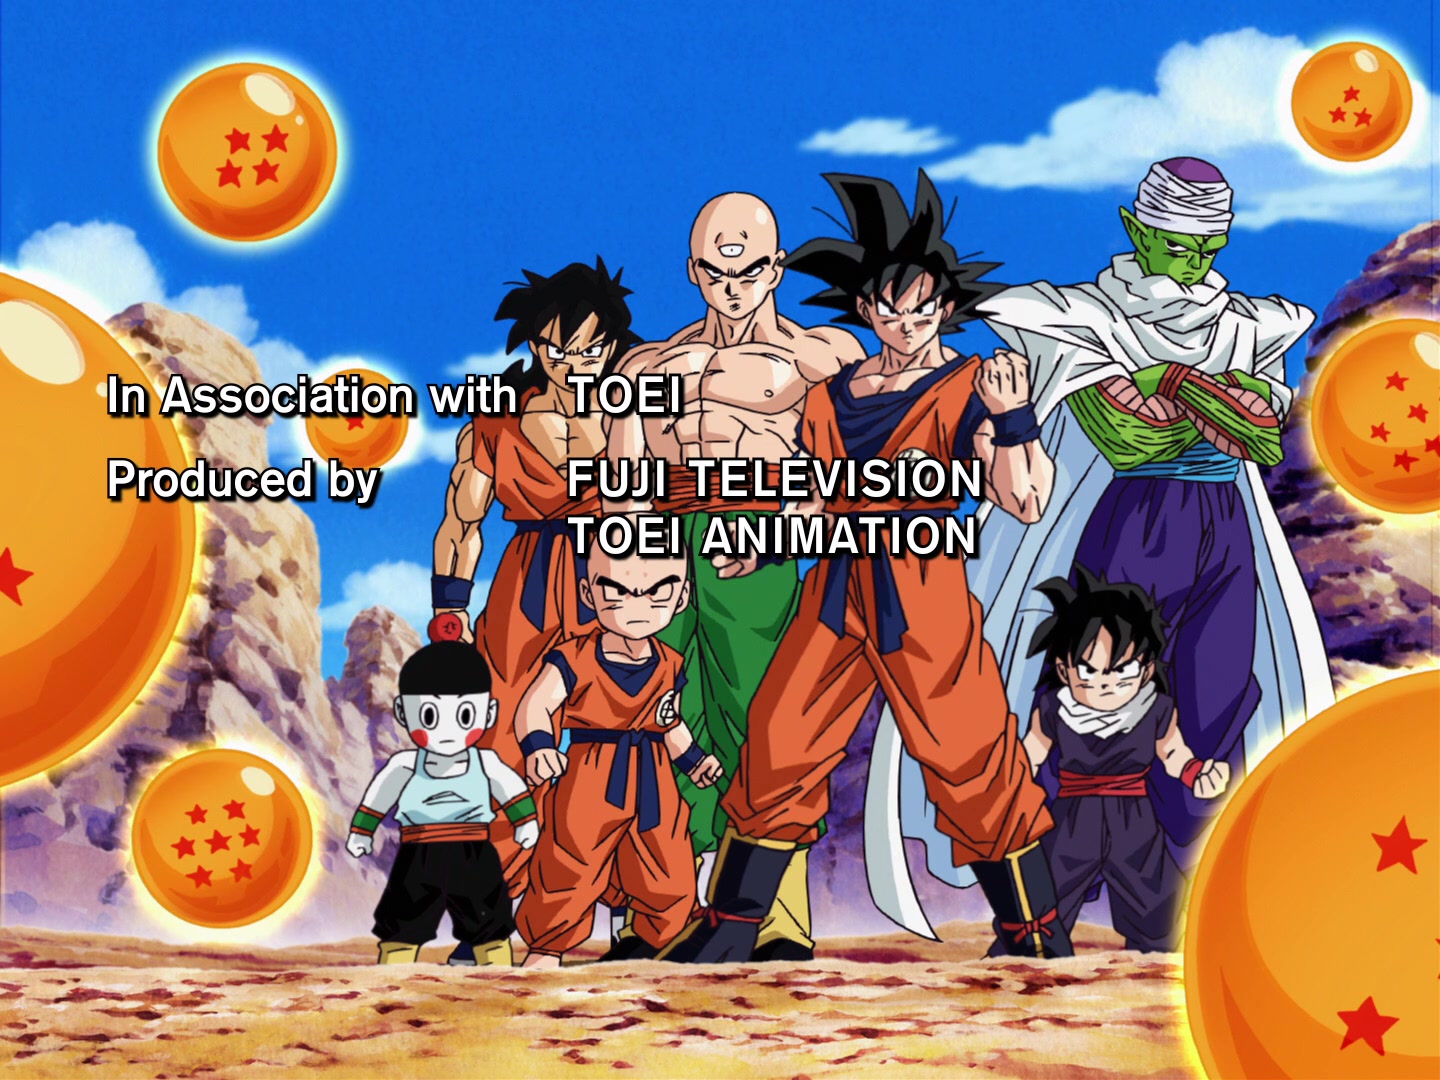 In Association with TOEI
Produced by FUJI TELEVISION
TOEI ANIMATION